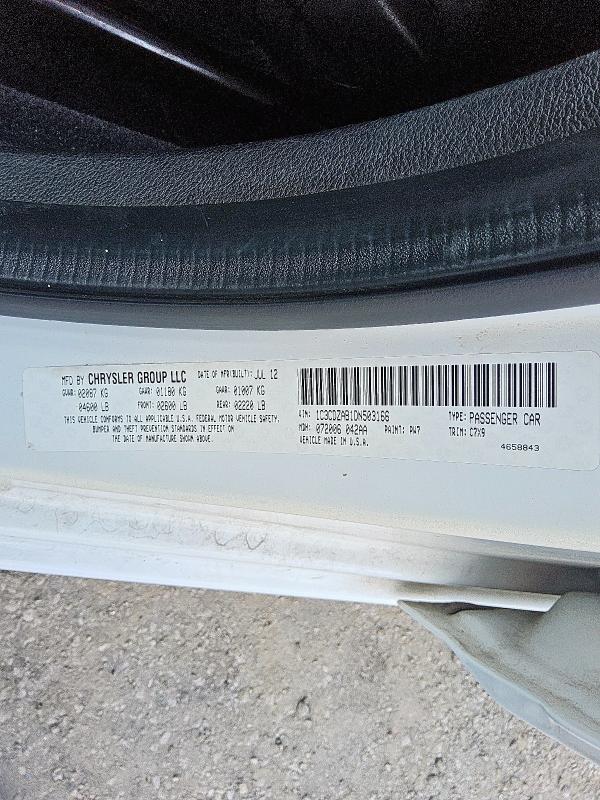 MFD BY CHRYSLER GROUP LLC DATE OF MFR(BUILT): JUL 12
GVWR: 02087 KG GAWR: 01180 KG GAWR: 01007 KG
04600 LB FRONT: 02600 LB REAR: 02220 LB
THIS VEHICLE CONFORMS TO ALL APPLICABLE U.S.A. FEDERAL MOTOR VEHICLE SAFETY,
BUMPER AND THEFT PREVENTION STANDARDS IN EFFECT ON
THE DATE OF MANUFACTURE SHOWN ABOVE.
VIN: 1C3CDZAB1DN503166 TYPE: PASSENGER CAR
MDH: 072006 042AA PAINT: PW7 TRIM: C7X9
VEHICLE MADE IN U.S.A. 4658843